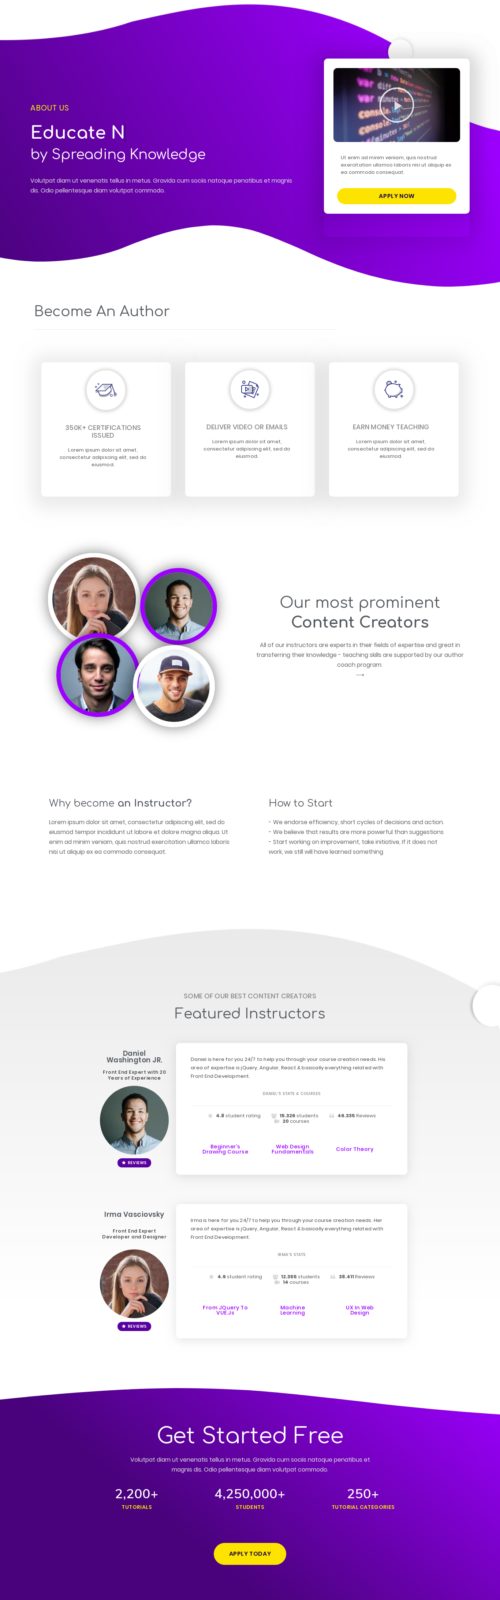 ABOUT US
Educate N
by Spreading Knowledge
Volutpat diam ut venenatis tellus in metus. Gravida cum sociis natoque penatibus et magnis
dis. Odio pellentesque diam volutpat commodo.
Ut enim ad minim veniam, quis nostrud
exercitation ullamco laboris nisi ut aliquip ex
ea commodo consequat.
APPLY NOW
Become An Author
350K+ CERTIFICATIONS
ISSUED
Lorem ipsum dolor sit amet,
consectetur adipiscing elit, sed do
eiusmod.
DELIVER VIDEO OR EMAILS
Lorem ipsum dolor sit amet,
consectetur adipiscing elit, sed do
eiusmod.
EARN MONEY TEACHING
Lorem ipsum dolor sit amet,
consectetur adipiscing elit, sed do
eiusmod.
Our most prominent
Content Creators
All of our instructors are experts in their fields of expertise and great in
transferring their knowledge - teaching skills are supported by our author
coach program.
Why become an Instructor?
Lorem ipsum dolor sit amet, consectetur adipiscing elit, sed do
eiusmod tempor incididunt ut labore et dolore magna aliqua. Ut
enim ad minim veniam, quis nostrud exercitation ullamco laboris
nisi ut aliquip ex ea commodo consequat.
How to Start
- We endorse efficiency, short cycles of decisions and action.
- We believe that results are more powerful than suggestions
- Start working on improvement, take initiative. If it does not
work, we still will have learned something
SOME OF OUR BEST CONTENT CREATORS
Featured Instructors
Daniel
Washington JR.
Front End Expert with 20
Years of Experience
REVIEWS
Daniel is here for you 24/7 to help you through your course creation needs. His
area of expertise is jQuery, Angular, React & basically everything related with
Front End Development.
DANIEL'S STATS & COURSES
4.8 student rating
15.326 students
20 courses
46.335 Reviews
Beginner's
Drawing Course
Web Design
Fundamentals
Color Theory
Irma Vasciovsky
Front End Expert
Developer and Designer
REVIEWS
Irma is here for you 24/7 to help you through your course creation needs. Her
area of expertise is jQuery, Angular, React & basically everything related with
Front End Development.
IRMA'S STATS
4.6 student rating
14 courses
Reviews
From JQuery To
VUE.js
Machine
Learning
UX In Web
Design
Get Started Free
Volutpat diam ut venenatis tellus in metus. Gravida cum sociis natoque penatibus et
magnis dis. Odio pellentesque diam volutpat commodo.
2,200+
TUTORIALS
4,250,000+
STUDENTS
250+
TUTORIAL CATEGORIES
APPLY TODAY